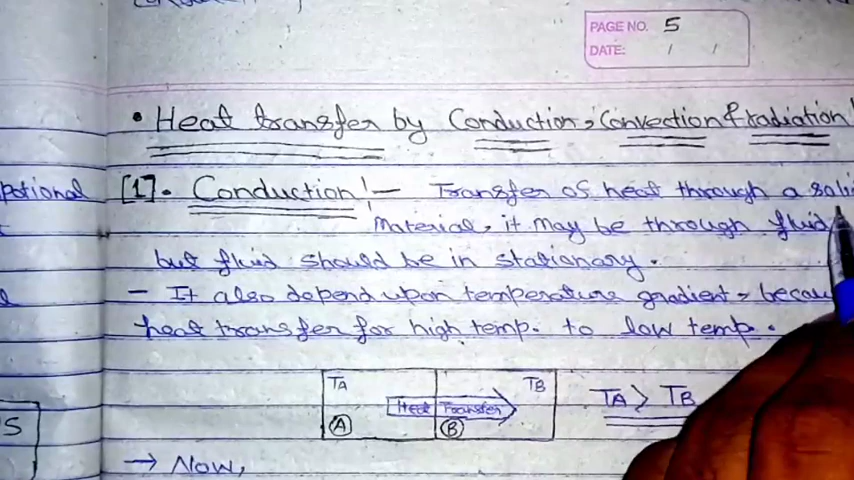 PAGE NO. 5
DATE: / /
• Heat transfer by Conduction, Convection & radiation
[1]. Conduction!— Transfer of heat through a soli
Material, it may be through fluid
but fluid should be in stationary.
— It also depend upon temperature gradient, becau
heat transfer for high temp. to low temp.
TA TB
Heat Transfer
A B
TA > TB
→ Now,
potional
S